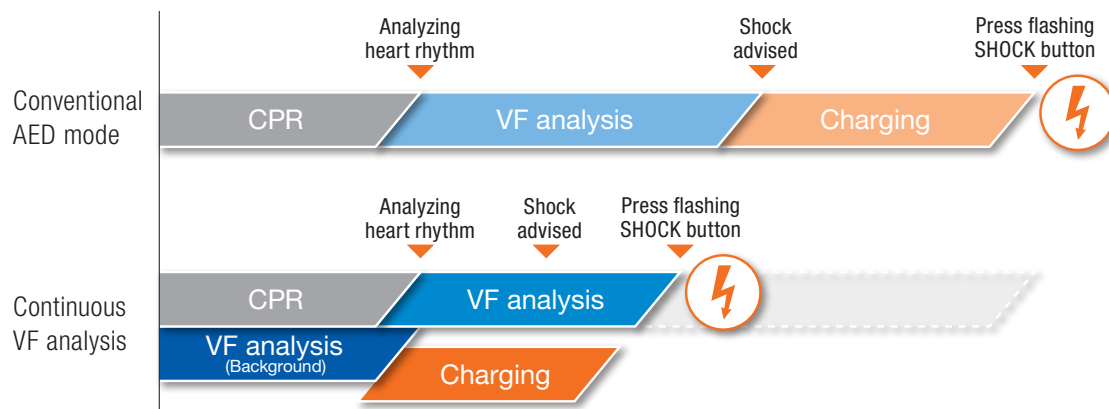 Analyzing
heart rhythm
Shock
advised
Press flashing
SHOCK button
Conventional
AED mode
CPR
VF analysis
Charging
Analyzing
heart rhythm
Shock
advised
Press flashing
SHOCK button
Continuous
VF analysis
CPR
VF analysis
VF analysis
(Background)
Charging